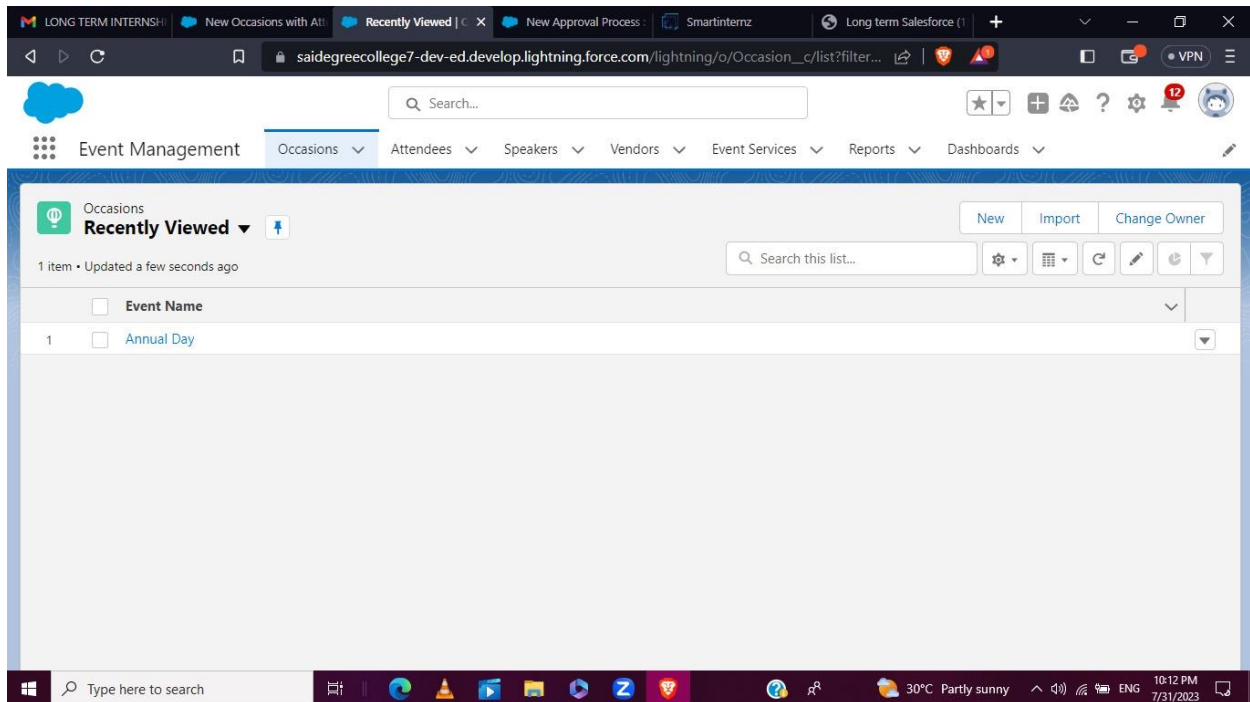 LONG TERM INTERNSHI New Occasions with Att Recently Viewed | C New Approval Process : Smartinternz Long term Salesforce (1
saidegreecollege7-dev-ed.develop.lightning.force.com/lightning/o/Occasion__c/list?filter... 1 VPN
Search... 12
Event Management Occasions Attendees Speakers Vendors Event Services Reports Dashboards
Occasions
Recently Viewed New Import Change Owner
1 item • Updated a few seconds ago Search this list...
Event Name
1 Annual Day
Type here to search 30°C Partly sunny ENG 10:12 PM
7/31/2023